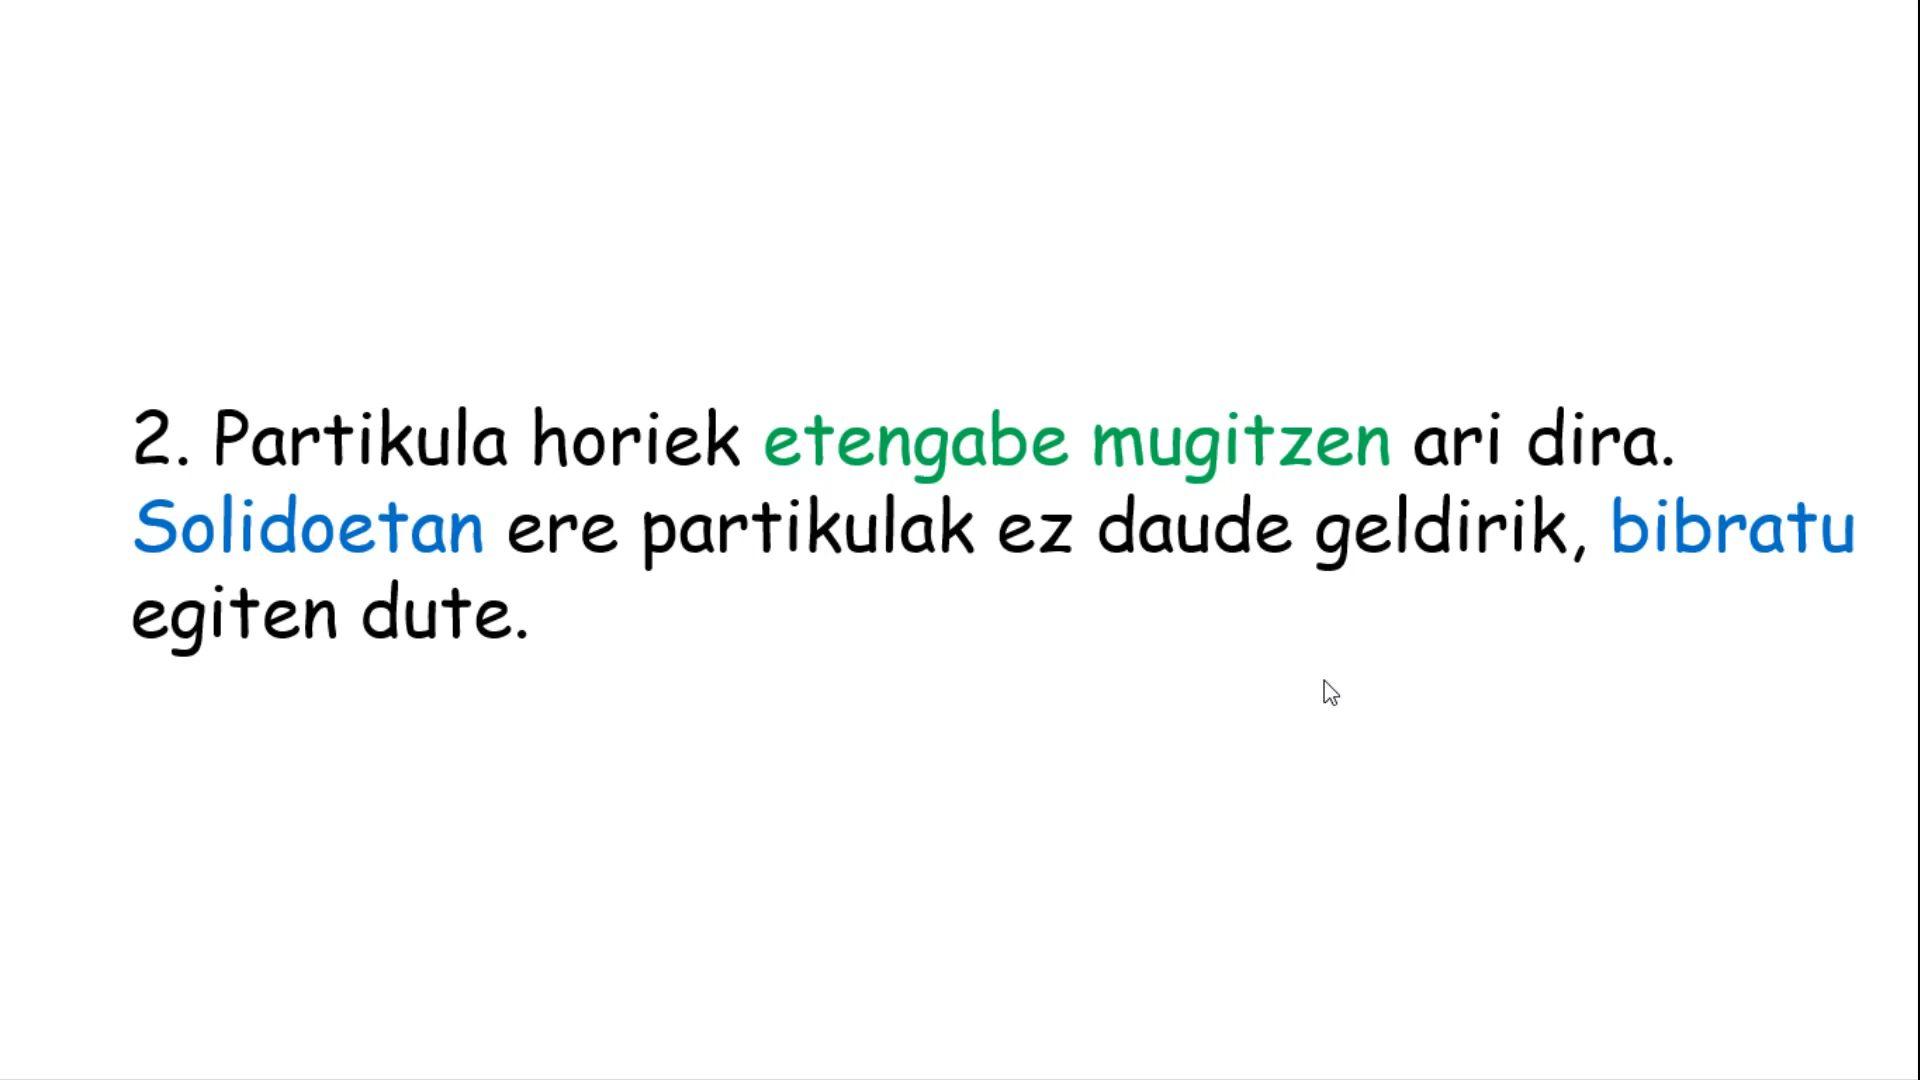 2. Partikula horiek etengabe mugitzen ari dira.
Solidoetan ere partikulak ez daude geldirik, bibratu
egiten dute.